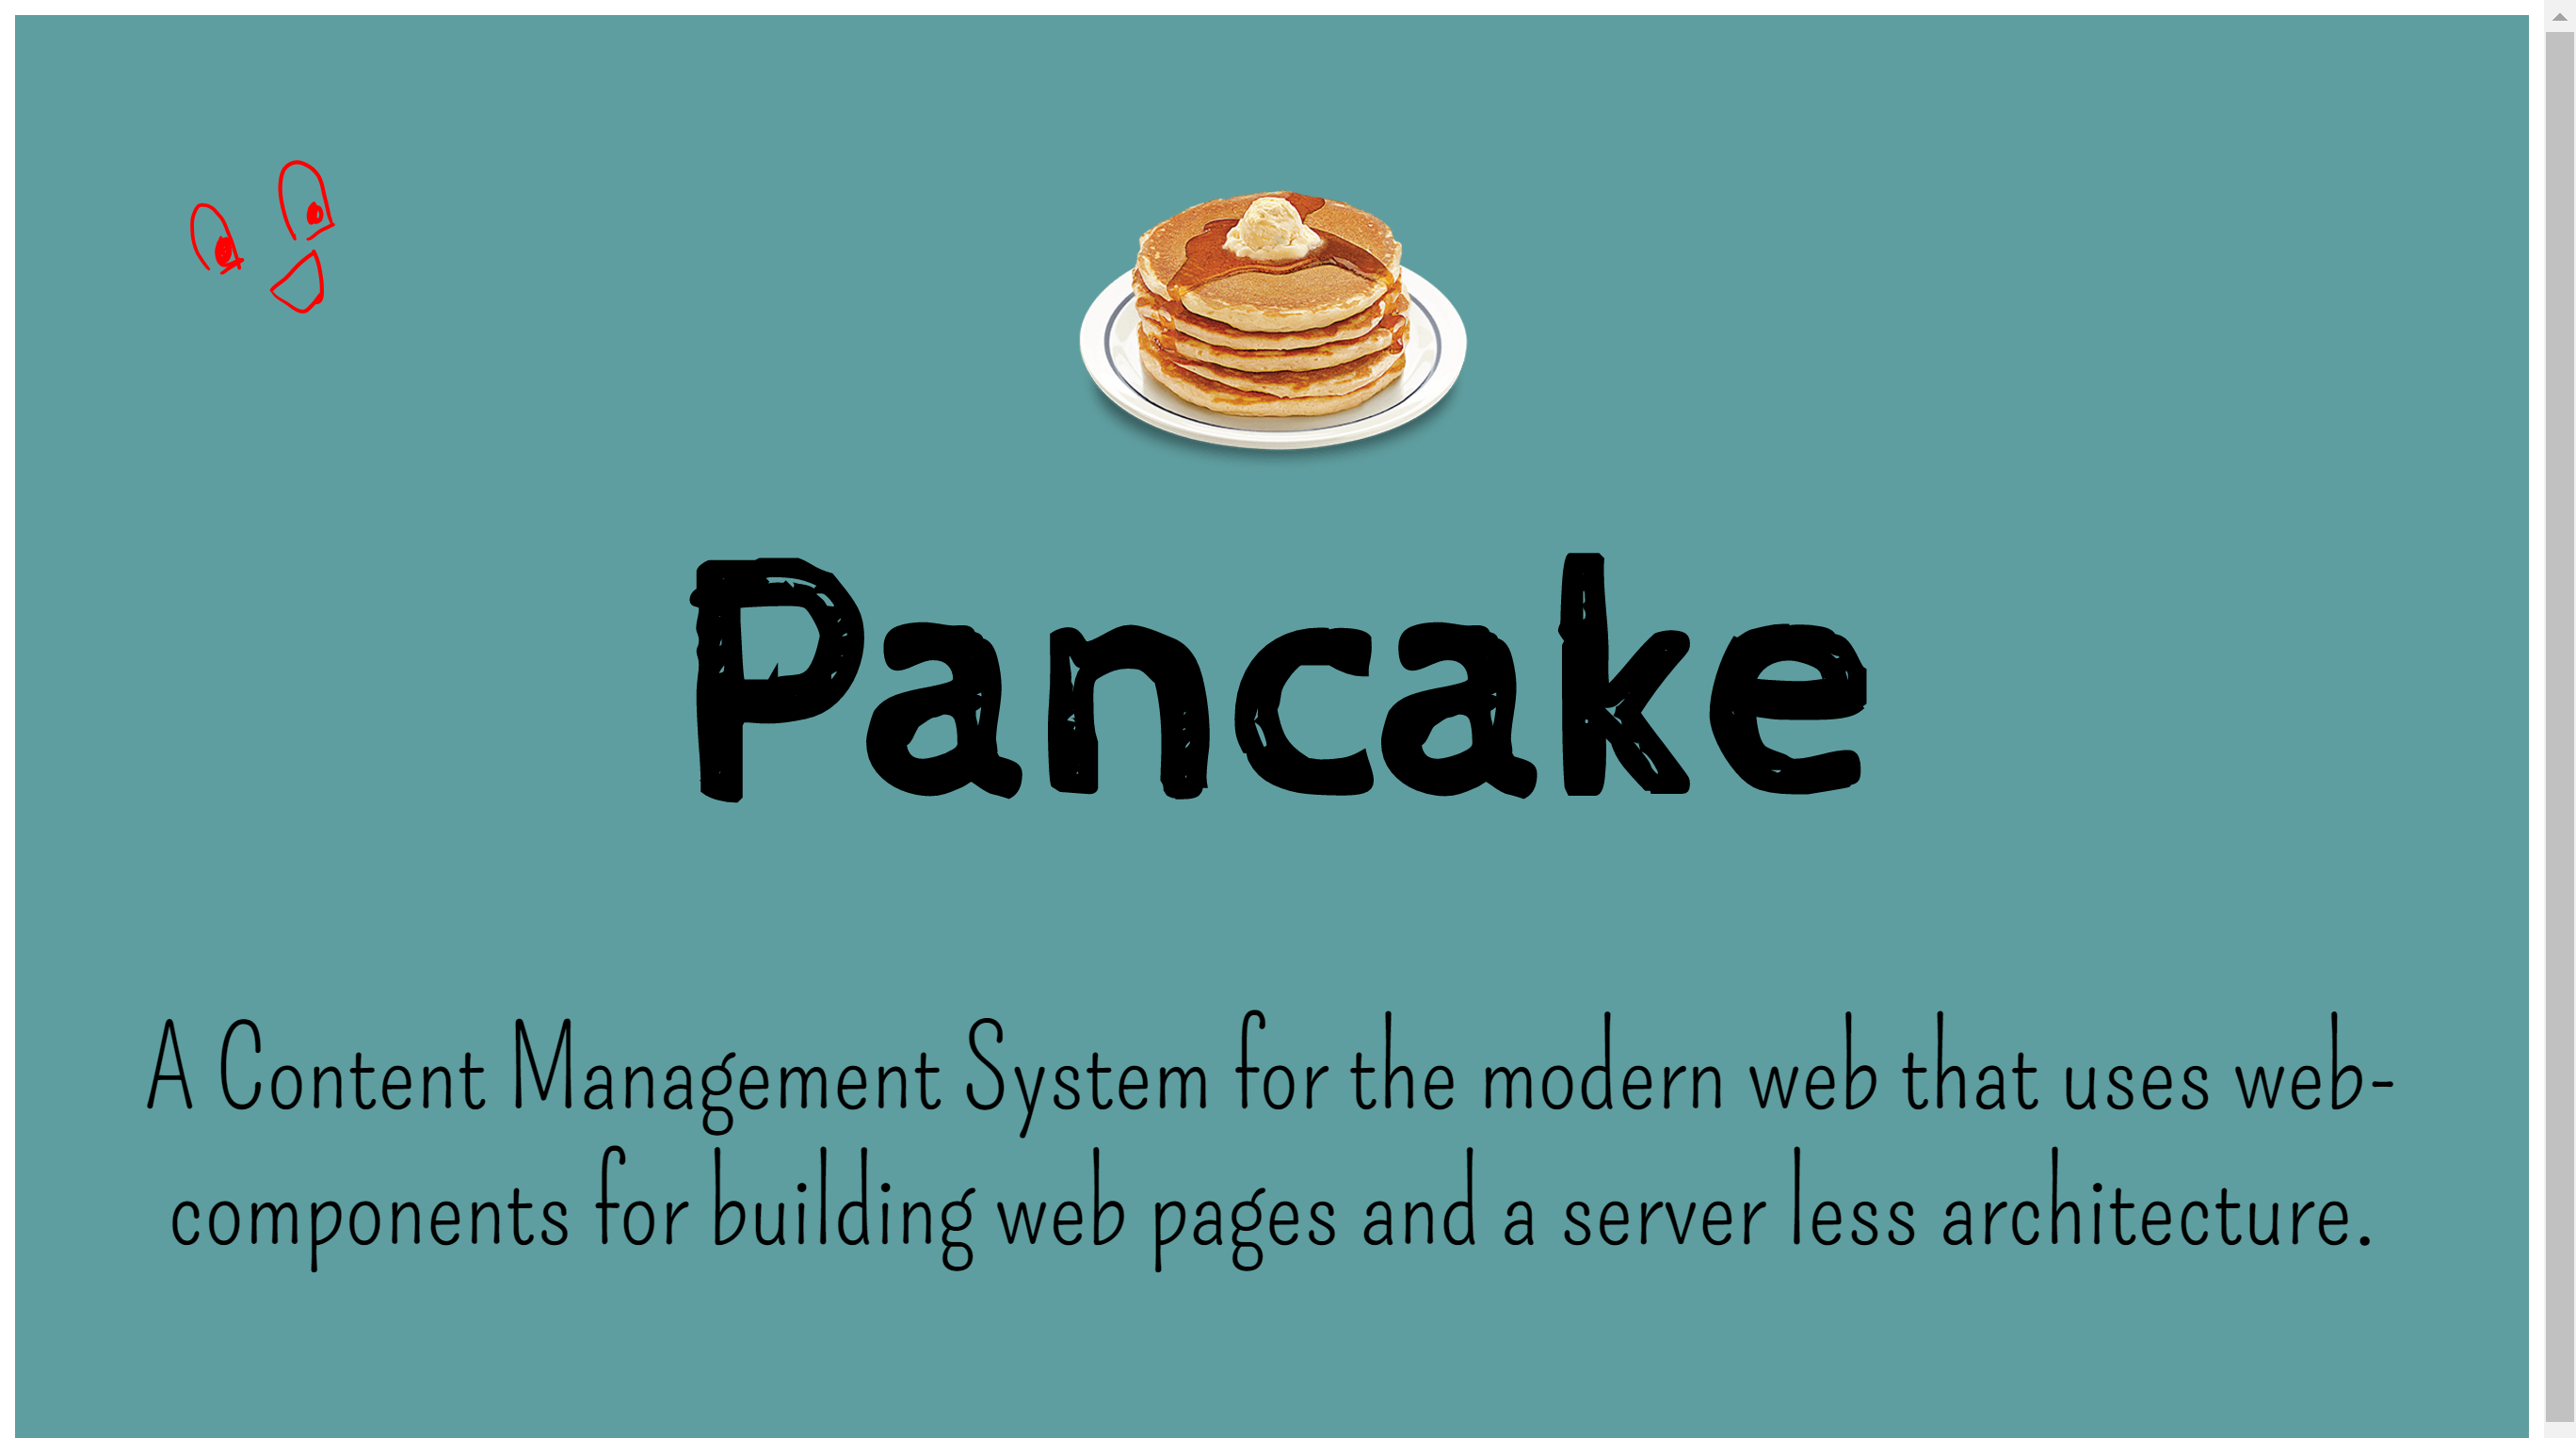 Pancake
A Content Management System for the modern web that uses web-
components for building web pages and a server less architecture.